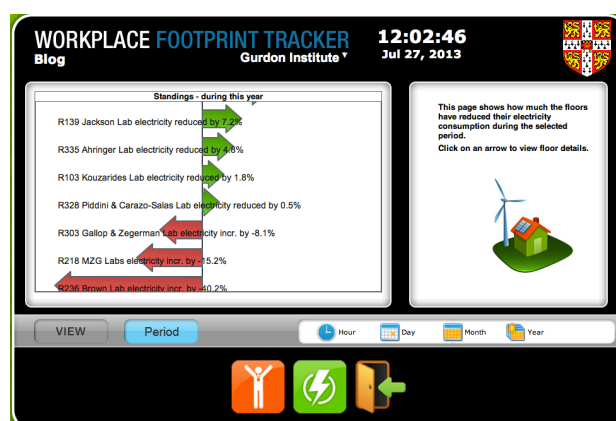 WORKPLACE FOOTPRINT TRACKER
Blog
Gurdon Institute
12:02:46
Jul 27, 2013
Standings - during this year
R139 Jackson Lab electricity reduced by 7.2%
R335 Ahringer Lab electricity reduced by 4.8%
R103 Kouzarides Lab electricity reduced by 1.8%
R328 Piddini & Carazo-Salas Lab electricity reduced by 0.5%
R303 Gallop & Zegerman Lab electricity incr. by -8.1%
R218 MZG Labs electricity incr. by -15.2%
R236 Brown Lab electricity incr. by -40.2%
This page shows how much the floors
have reduced their electricity
consumption during the selected
period.
Click on an arrow to view floor details.
VIEW
Period
Hour
Day
Month
Year